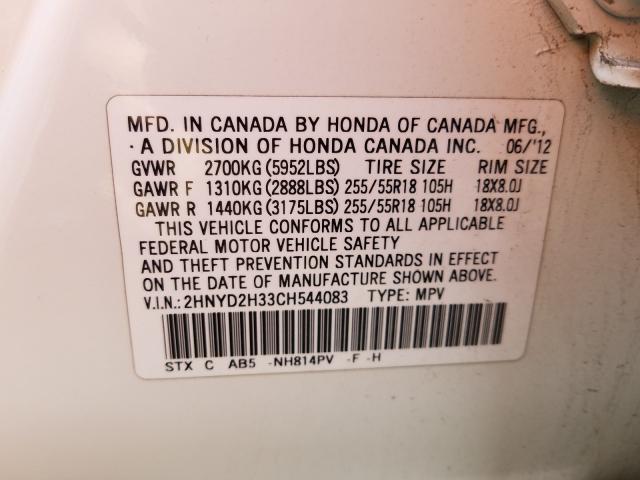 MFD. IN CANADA BY HONDA OF CANADA MFG.,
· A DIVISION OF HONDA CANADA INC. 06/'12
GVWR 2700KG(5952LBS) TIRE SIZE RIM SIZE
GAWR F 1310KG(2888LBS) 255/55R18 105H 18X8.0J
GAWR R 1440KG(3175LBS) 255/55R18 105H 18X8.0J
THIS VEHICLE CONFORMS TO ALL APPLICABLE
FEDERAL MOTOR VEHICLE SAFETY
AND THEFT PREVENTION STANDARDS IN EFFECT
ON THE DATE OF MANUFACTURE SHOWN ABOVE.
V.I.N.: 2HNYD2H33CH544083 TYPE: MPV
STX C AB5 -NH814PV -F -H